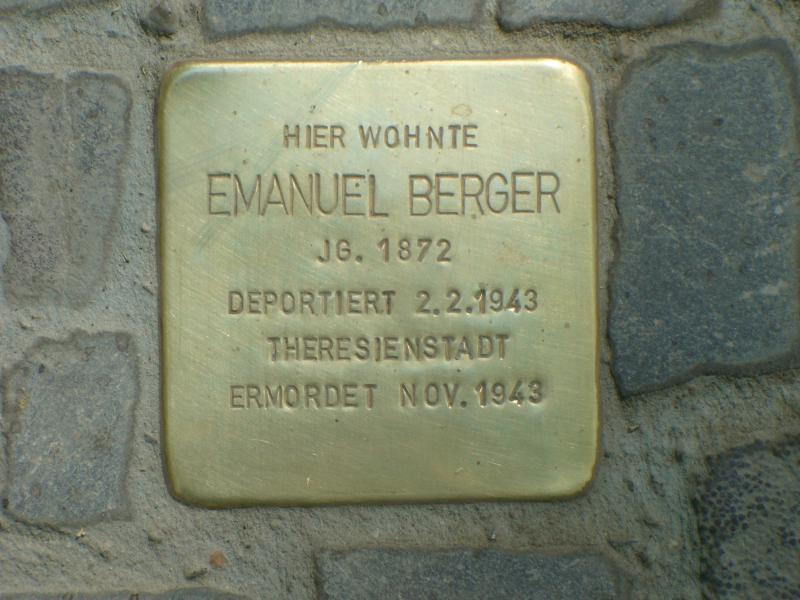 HIER WOHNTE
EMANUEL BERGER
JG. 1872
DEPORTIERT 2.2.1943
THERESIENSTADT
ERMORDET NOV. 1943